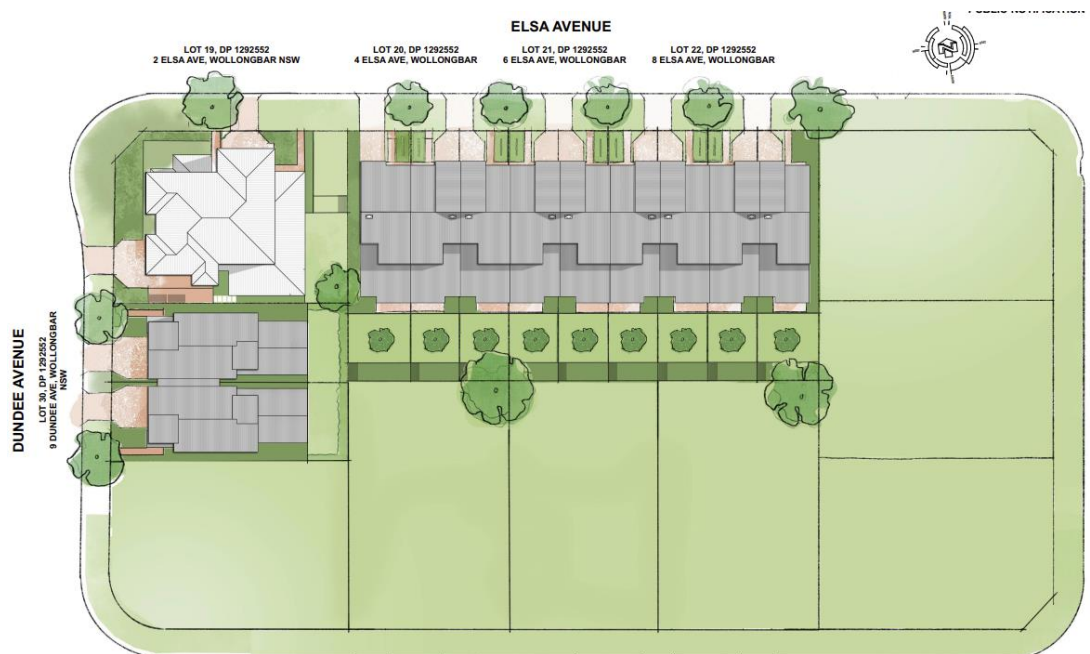 PUBLIC NOTIFICATION
ELSA AVENUE
LOT 19, DP 1292552
2 ELSA AVE, WOLLONGBAR NSW
LOT 20, DP 1292552
4 ELSA AVE, WOLLONGBAR
LOT 21, DP 1292552
6 ELSA AVE, WOLLONGBAR
LOT 22, DP 1292552
8 ELSA AVE, WOLLONGBAR
DUNDEE AVENUE
LOT 30, DP 1292552
9 DUNDEE AVE, WOLLONGBAR
NSW